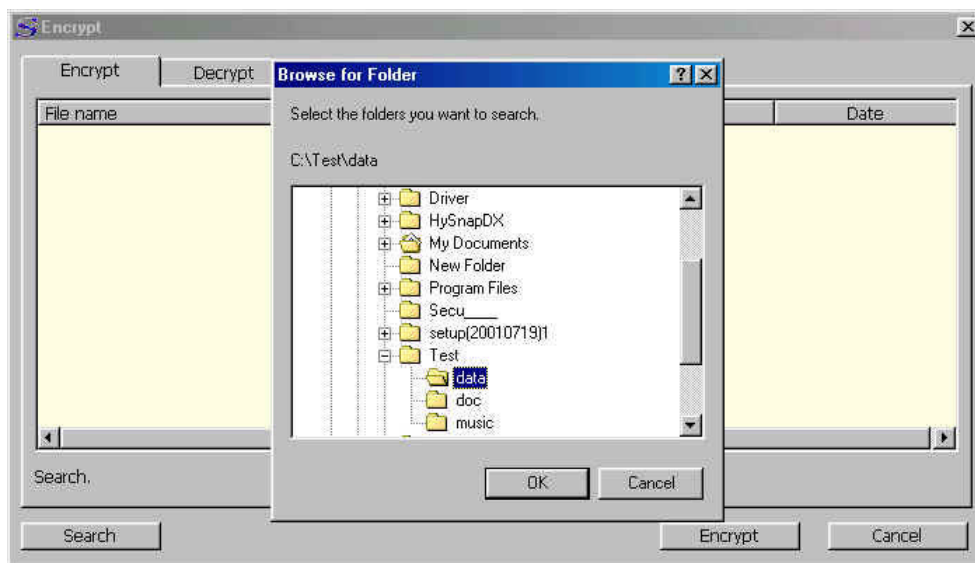 Encrypt
Encrypt Decrypt
File name Date
Browse for Folder
Select the folders you want to search.
C:\Test\data
Driver
HySnapDX
My Documents
New Folder
Program Files
Secu____
setup(20010719)1
Test
data
doc
music
OK Cancel
Search.
Search Encrypt Cancel